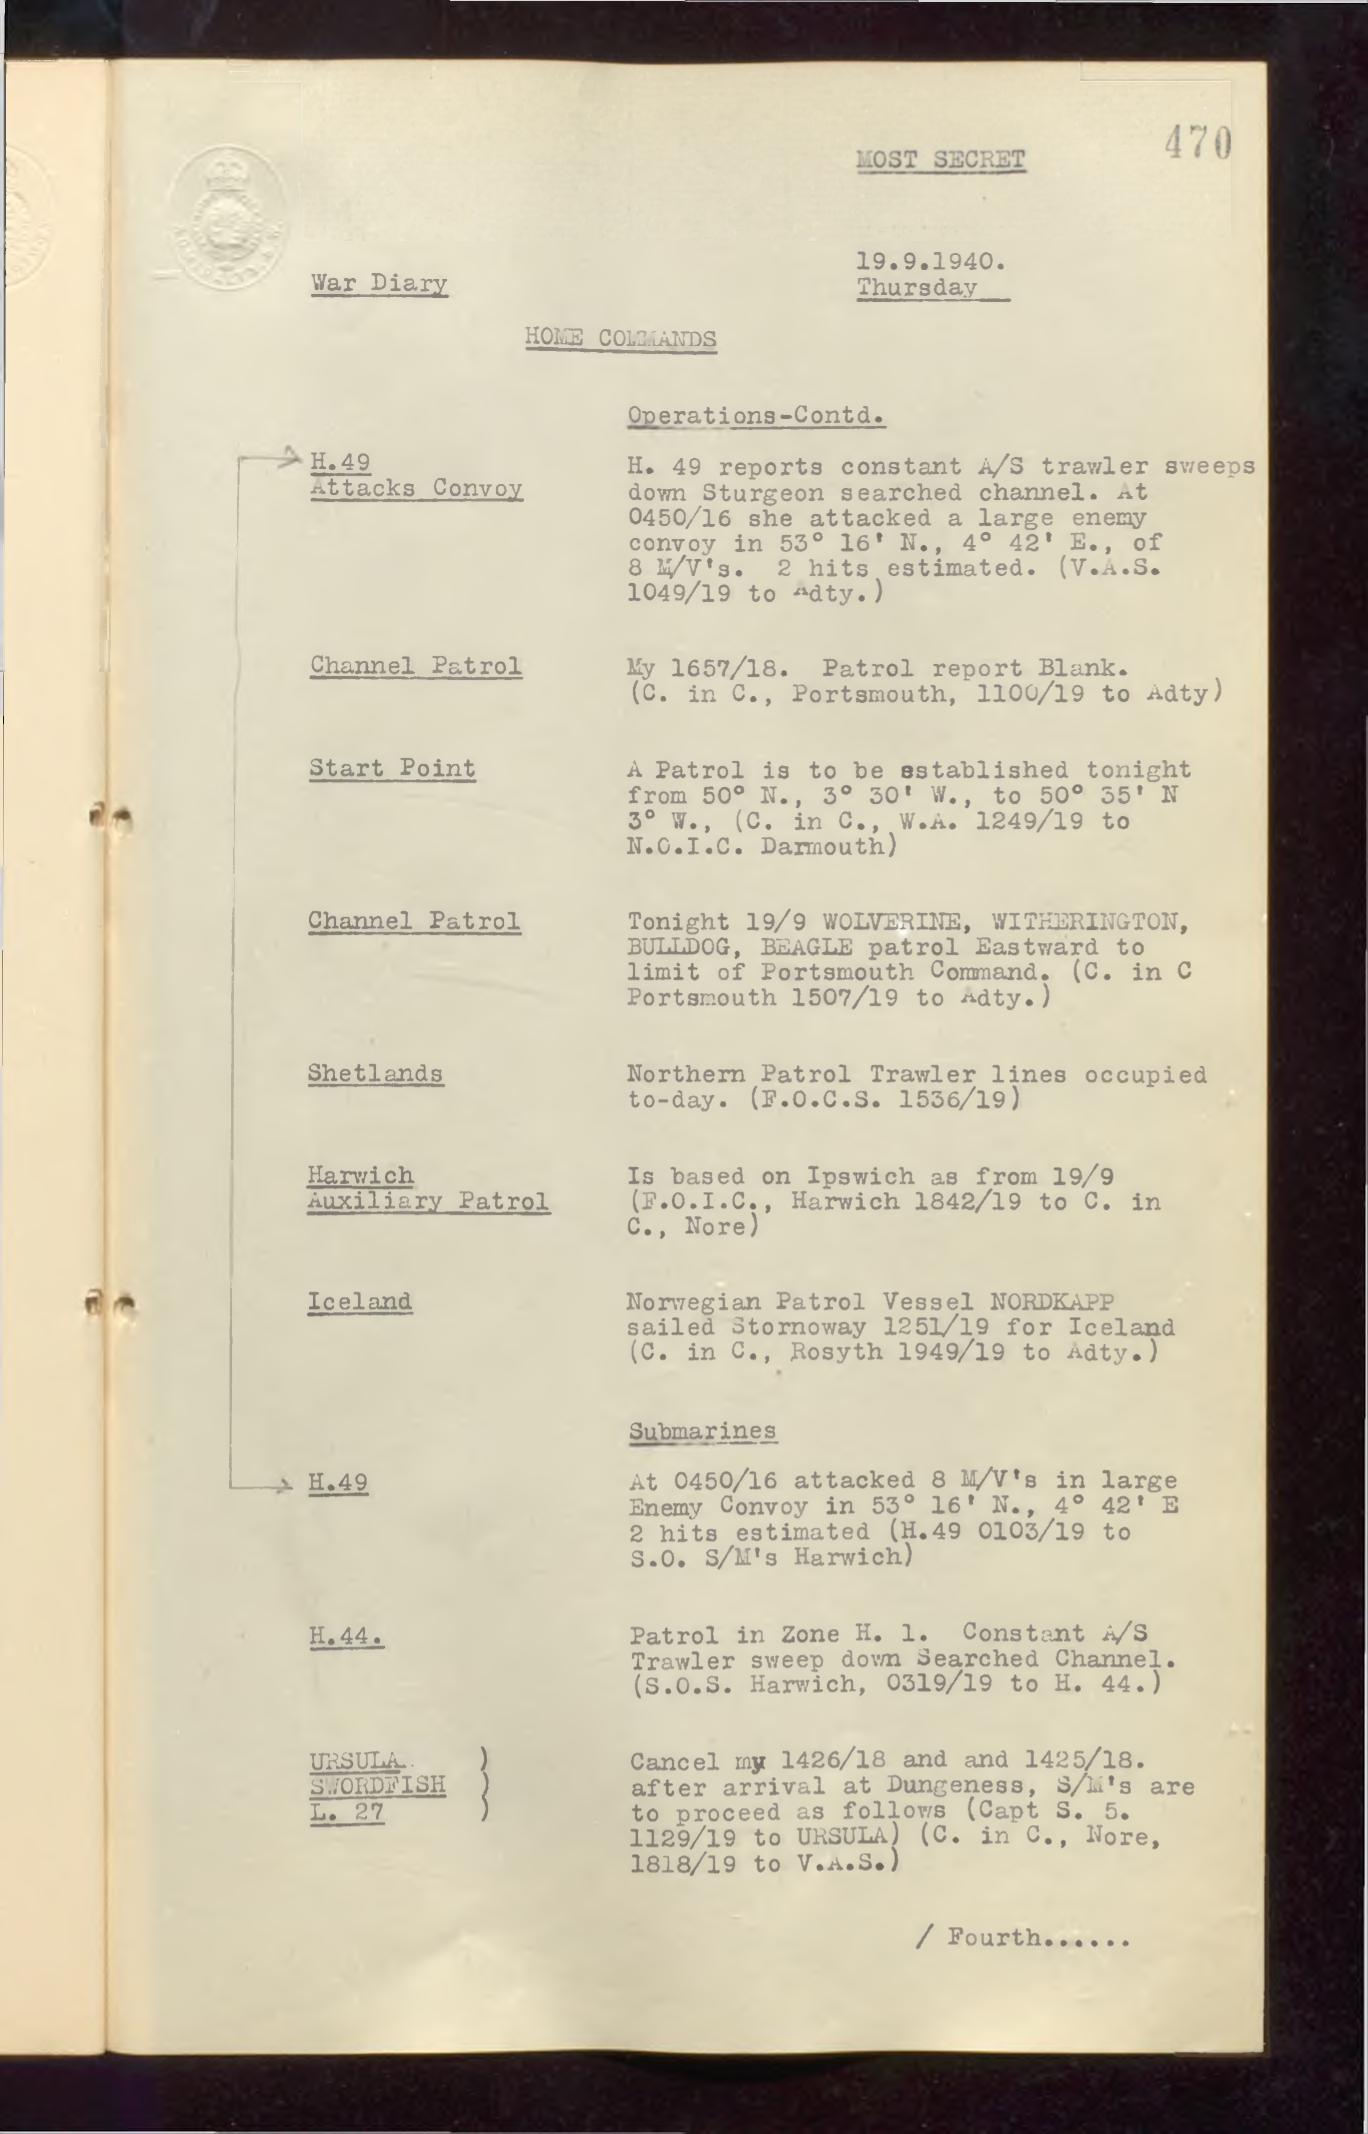 470
MOST SECRET
19.9.1940.
Thursday
War Diary
HOME COMMANDS
Operations-Contd.
H.49
Attacks Convoy
H. 49 reports constant A/S trawler sweeps
down Sturgeon searched channel. At
0450/16 she attacked a large enemy
convoy in 53° 16' N., 4° 42' E., of
8 M/V's. 2 hits estimated. (V.A.S.
1049/19 to Adty.)
Channel Patrol
My 1657/18. Patrol report Blank.
(C. in C., Portsmouth, 1100/19 to Adty)
Start Point
A Patrol is to be established tonight
from 50° N., 3° 30' W., to 50° 35' N
3° W., (C. in C., W.A. 1249/19 to
N.O.I.C. Darmouth)
Channel Patrol
Tonight 19/9 WOLVERINE, WITHERINGTON,
BULLDOG, BEAGLE patrol Eastward to
limit of Portsmouth Command. (C. in C
Portsmouth 1507/19 to Adty.)
Shetlands
Northern Patrol Trawler lines occupied
to-day. (F.O.C.S. 1536/19)
Harwich
Auxiliary Patrol
Is based on Ipswich as from 19/9
(F.O.I.C., Harwich 1842/19 to C. in
C., Nore)
Iceland
Norwegian Patrol Vessel NORDKAPP
sailed Stornoway 1251/19 for Iceland
(C. in C., Rosyth 1949/19 to Adty.)
Submarines
H.49
At 0450/16 attacked 8 M/V's in large
Enemy Convoy in 53° 16' N., 4° 42' E
2 hits estimated (H.49 0103/19 to
S.O. S/M's Harwich)
H.44.
Patrol in Zone H. 1. Constant A/S
Trawler sweep down Searched Channel.
(S.O.S. Harwich, 0319/19 to H. 44.)
URSULA. )
SWORDFISH )
L. 27 )
Cancel my 1426/18 and and 1425/18.
after arrival at Dungeness, S/M's are
to proceed as follows (Capt S. 5.
1129/19 to URSULA) (C. in C., Nore,
1818/19 to V.A.S.)
/ Fourth......